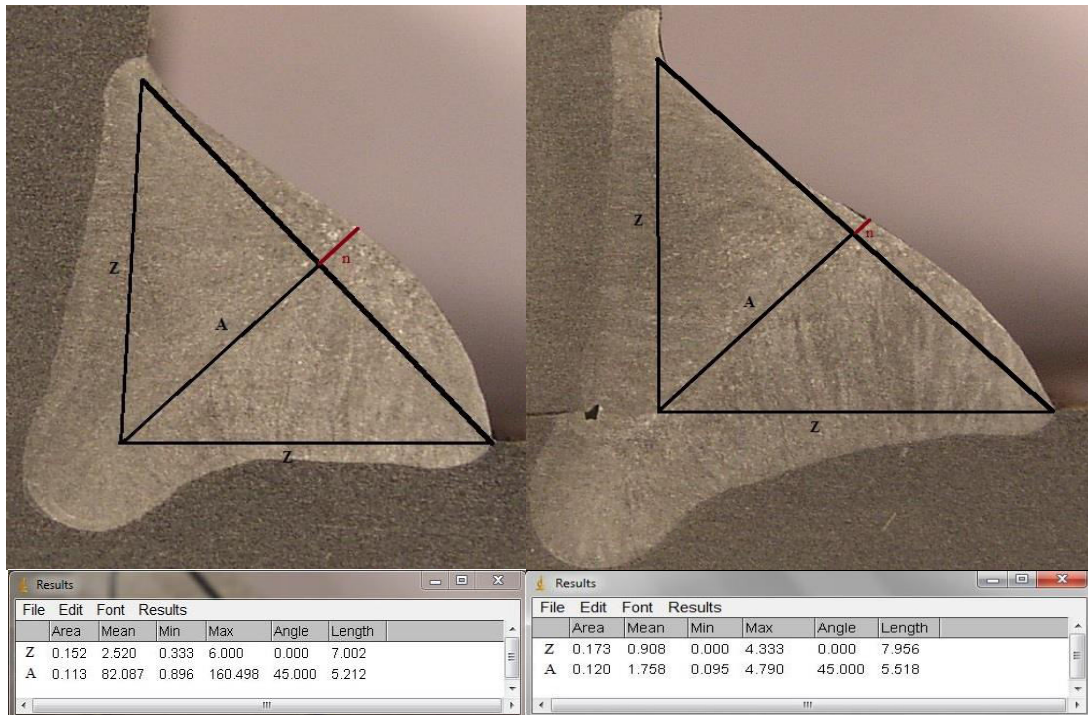 Z
n
A
Z
Z
n
A
Z
Results
File Edit Font Results
Area Mean Min Max Angle Length
Z 0.152 2.520 0.333 6.000 0.000 7.002
A 0.113 82.087 0.896 160.498 45.000 5.212
Results
File Edit Font Results
Area Mean Min Max Angle Length
Z 0.173 0.908 0.000 4.333 0.000 7.956
A 0.120 1.758 0.095 4.790 45.000 5.518